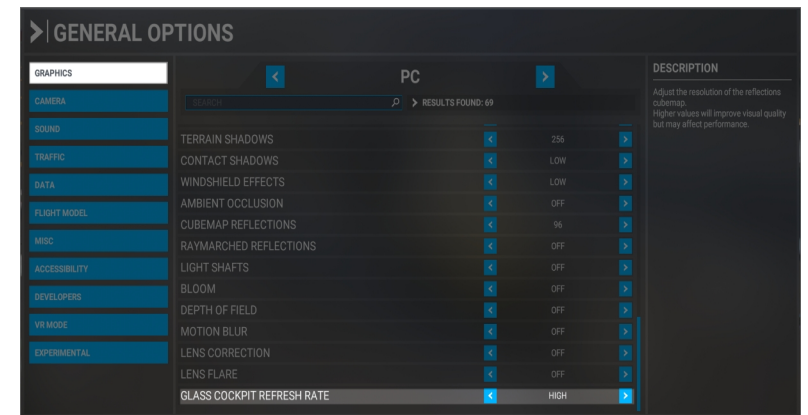 GENERAL OPTIONS
GRAPHICS
CAMERA
SOUND
TRAFFIC
DATA
FLIGHT MODEL
MISC
ACCESSIBILITY
DEVELOPERS
VR MODE
EXPERIMENTAL
PC
SEARCH
RESULTS FOUND: 69
TERRAIN SHADOWS 256
CONTACT SHADOWS LOW
WINDSHIELD EFFECTS LOW
AMBIENT OCCLUSION OFF
CUBEMAP REFLECTIONS 96
RAYMARCHED REFLECTIONS OFF
LIGHT SHAFTS OFF
BLOOM OFF
DEPTH OF FIELD OFF
MOTION BLUR OFF
LENS CORRECTION OFF
LENS FLARE OFF
GLASS COCKPIT REFRESH RATE HIGH
DESCRIPTION
Adjust the resolution of the reflections
cubemap.
Higher values will improve visual quality
but may affect performance.